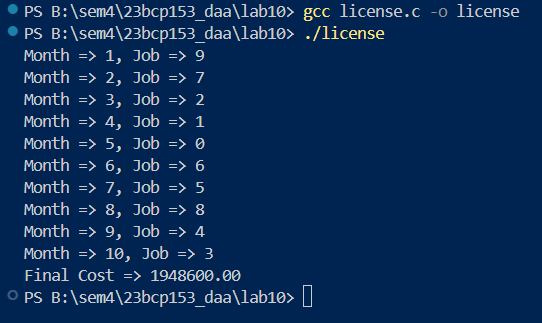 PS B:\sem4\23bcp153_daa\lab10> gcc license.c -o license
PS B:\sem4\23bcp153_daa\lab10> ./license
Month => 1, Job => 9
Month => 2, Job => 7
Month => 3, Job => 2
Month => 4, Job => 1
Month => 5, Job => 0
Month => 6, Job => 6
Month => 7, Job => 5
Month => 8, Job => 8
Month => 9, Job => 4
Month => 10, Job => 3
Final Cost => 1948600.00
PS B:\sem4\23bcp153_daa\lab10>